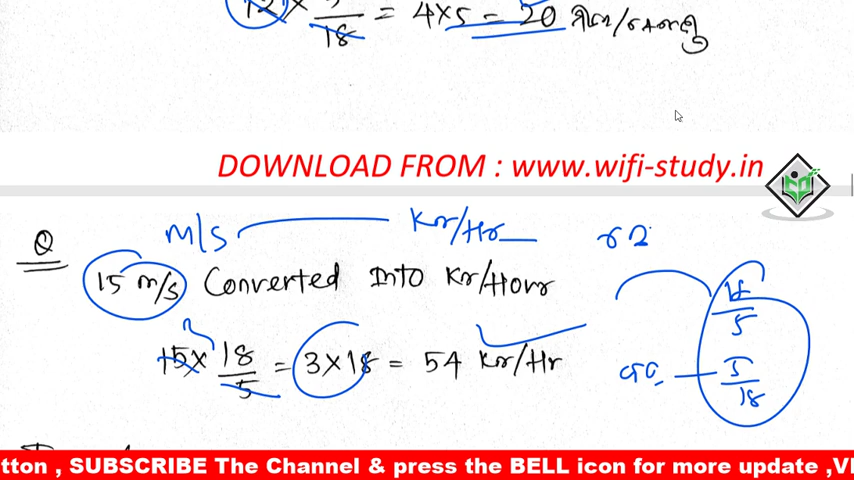 18 = 4×5 = 20
DOWNLOAD FROM : www.wifi-study.in
Q
M/S Km/Hr
15 m/s Converted Into Km/Hour
15× 18/5 = 3×18 = 54 Km/Hr
18/5
5/18
tton , SUBSCRIBE The Channel & press the BELL icon for more update ,VI